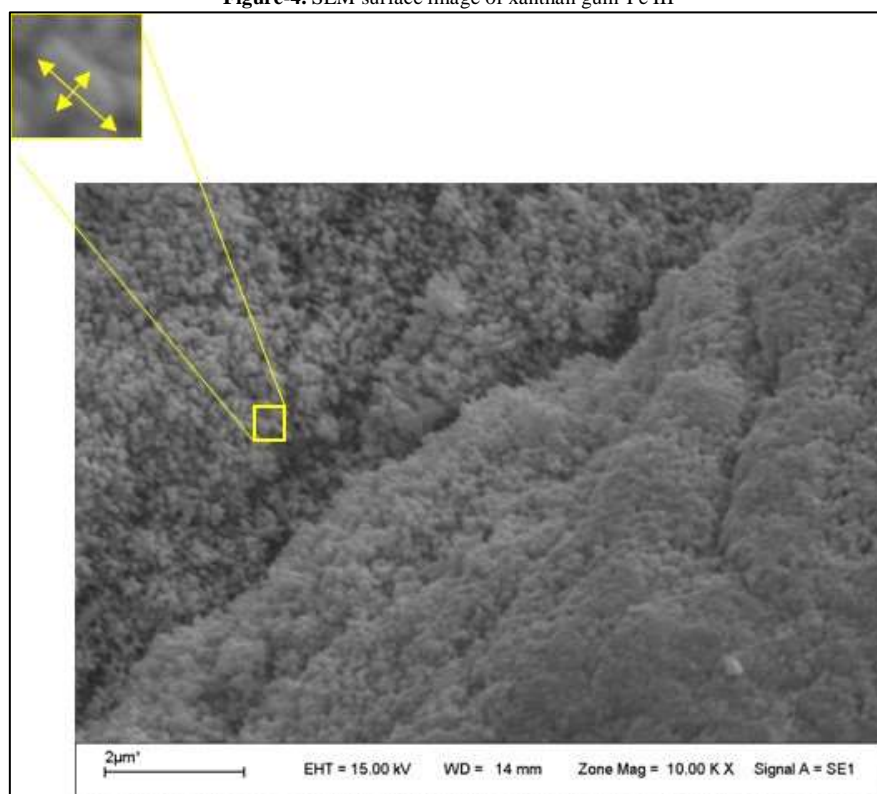 Figure-4. SEM surface image of xanthan gum Fe III
2µm*
EHT = 15.00 kV WD = 14 mm Zone Mag = 10.00 K X Signal A = SE1